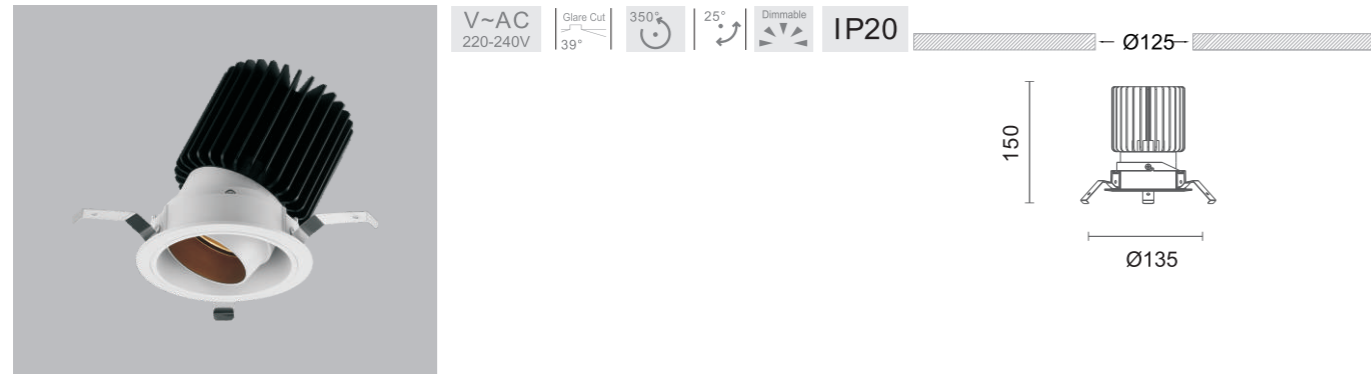 V~AC
220-240V
Glare Cut
39°
350°
25°
Dimmable
IP20
Ø125
150
Ø135